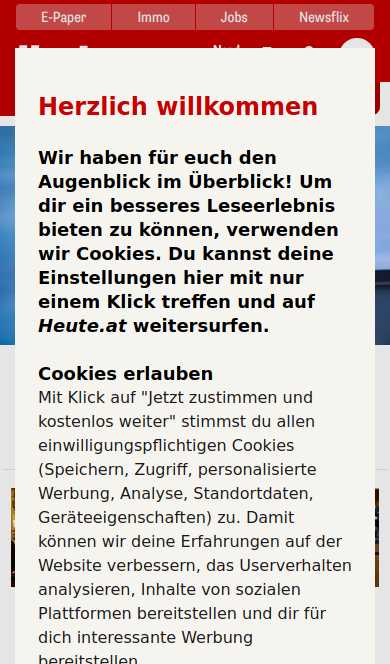 E-Paper
Immo
Jobs
Newsflix
Herzlich willkommen
Wir haben für euch den
Augenblick im Überblick! Um
dir ein besseres Leseerlebnis
bieten zu können, verwenden
wir Cookies. Du kannst deine
Einstellungen hier mit nur
einem Klick treffen und auf
Heute.at weitersurfen.
Cookies erlauben
Mit Klick auf "Jetzt zustimmen und
kostenlos weiter" stimmst du allen
einwilligungspflichtigen Cookies
(Speichern, Zugriff, personalisierte
Werbung, Analyse, Standortdaten,
Geräteeigenschaften) zu. Damit
können wir deine Erfahrungen auf der
Website verbessern, das Userverhalten
analysieren, Inhalte von sozialen
Plattformen bereitstellen und dir für
dich interessante Werbung
bereitstellen